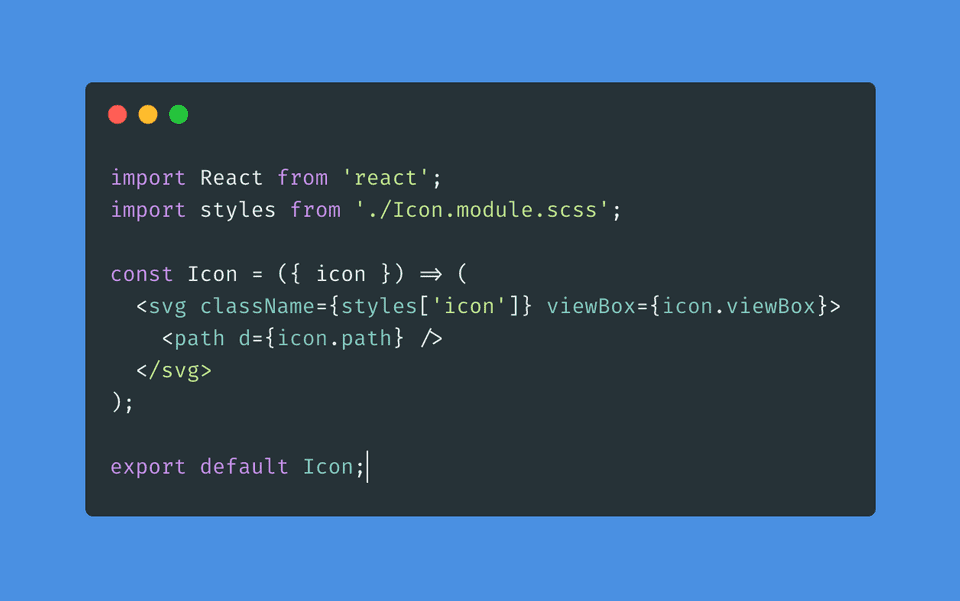 import React from 'react';
import styles from './Icon.module.scss';
const Icon = ({ icon }) => (
<svg className={styles['icon']} viewBox={icon.viewBox}>
<path d={icon.path} />
</svg>
);
export default Icon;